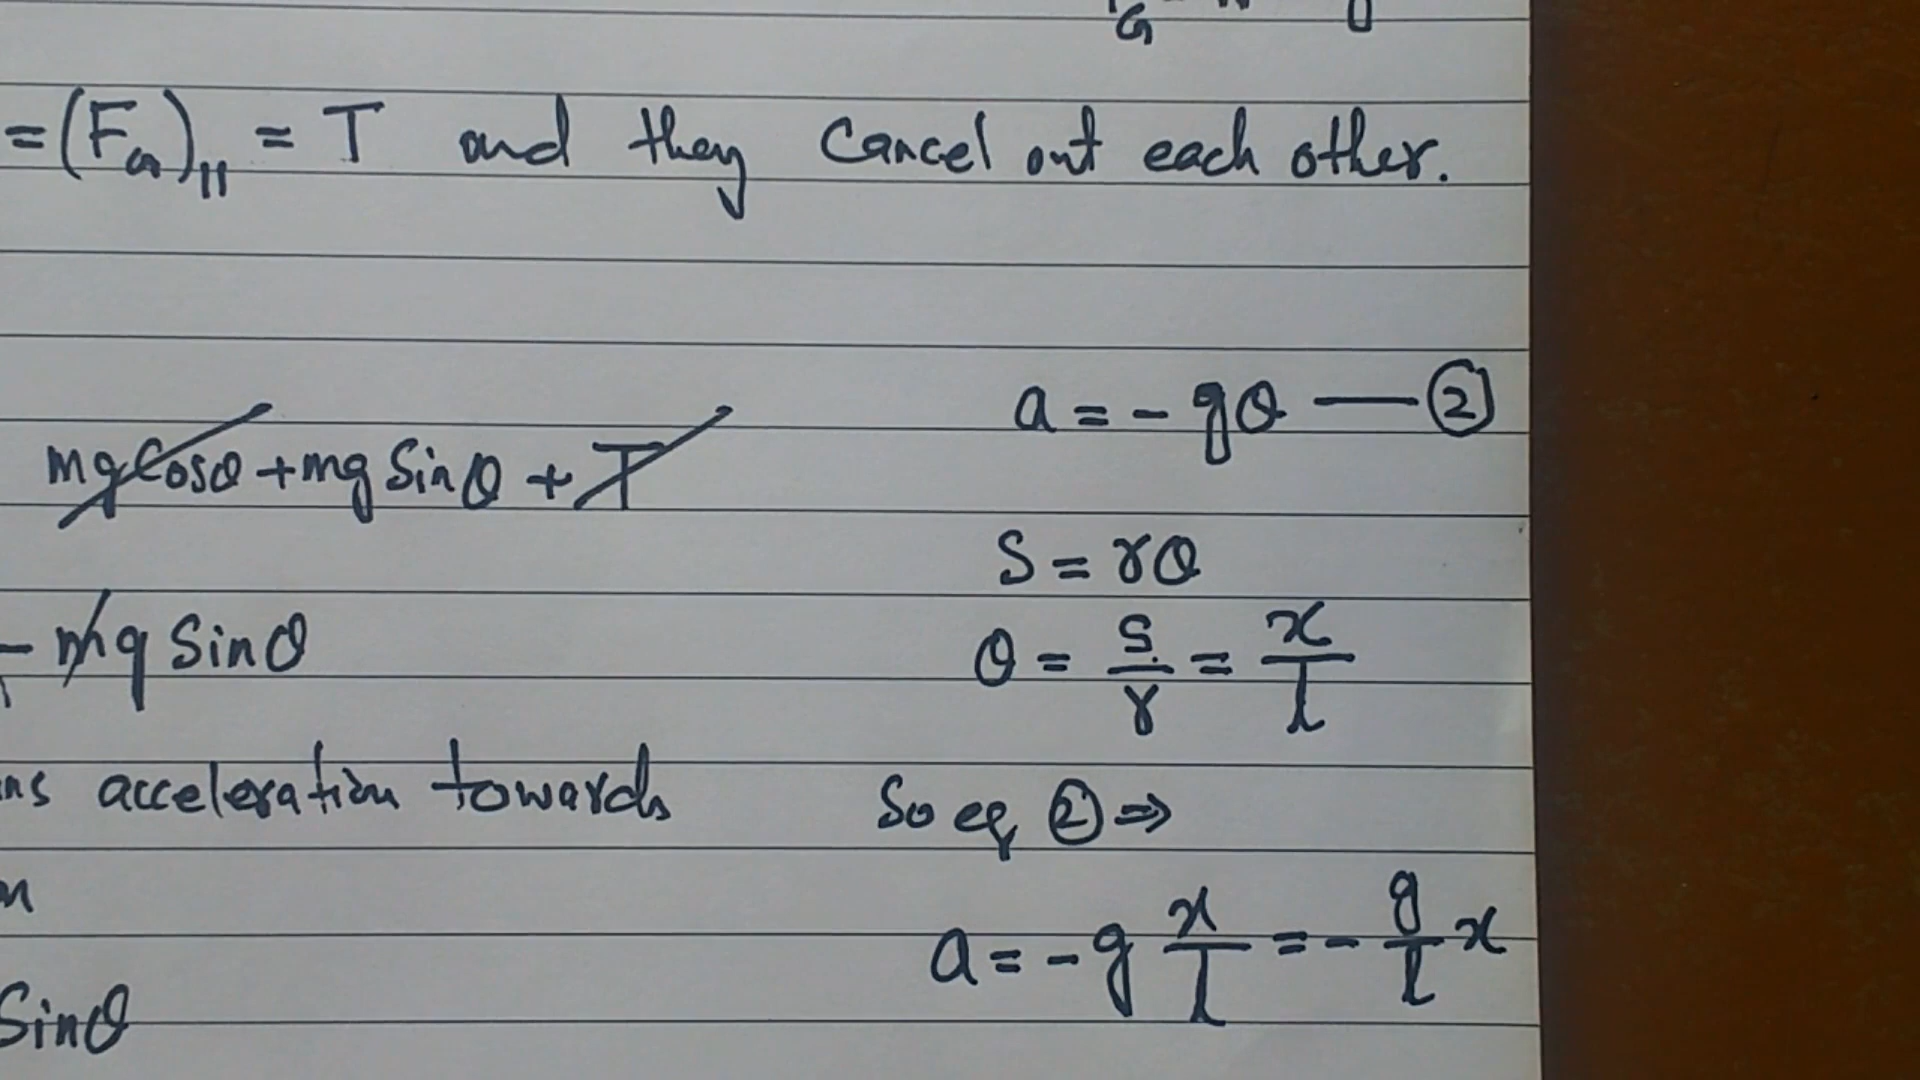 G
= (F_G)_|| = T and they cancel out each other.
a = - gθ — ②
mg Cosθ + mg Sinθ + T
S = rθ
- mg Sinθ
θ = S/r = x/l
acceleration towards
So eq ② ⇒
a = - g x/l = - g/l x
Sinθ